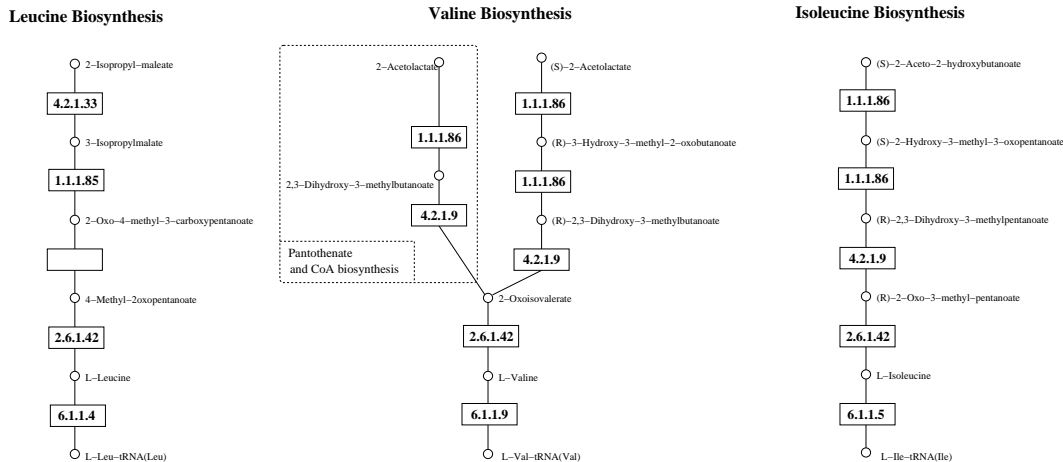 Leucine Biosynthesis
2−Isopropyl−maleate
4.2.1.33
3−Isopropylmalate
1.1.1.85
2−Oxo−4−methyl−3−carboxypentanoate
4−Methyl−2oxopentanoate
2.6.1.42
L−Leucine
6.1.1.4
L−Leu−tRNA(Leu)
Valine Biosynthesis
2−Acetolactate
1.1.1.86
2,3−Dihydroxy−3−methylbutanoate
4.2.1.9
Pantothenate
and CoA biosynthesis
(S)−2−Acetolactate
1.1.1.86
(R)−3−Hydroxy−3−methyl−2−oxobutanoate
1.1.1.86
(R)−2,3−Dihydroxy−3−methylbutanoate
4.2.1.9
2−Oxoisovalerate
2.6.1.42
L−Valine
6.1.1.9
L−Val−tRNA(Val)
Isoleucine Biosynthesis
(S)−2−Aceto−2−hydroxybutanoate
1.1.1.86
(S)−2−Hydroxy−3−methyl−3−oxopentanoate
1.1.1.86
(R)−2,3−Dihydroxy−3−methylpentanoate
4.2.1.9
(R)−2−Oxo−3−methyl−pentanoate
2.6.1.42
L−Isoleucine
6.1.1.5
L−Ile−tRNA(Ile)